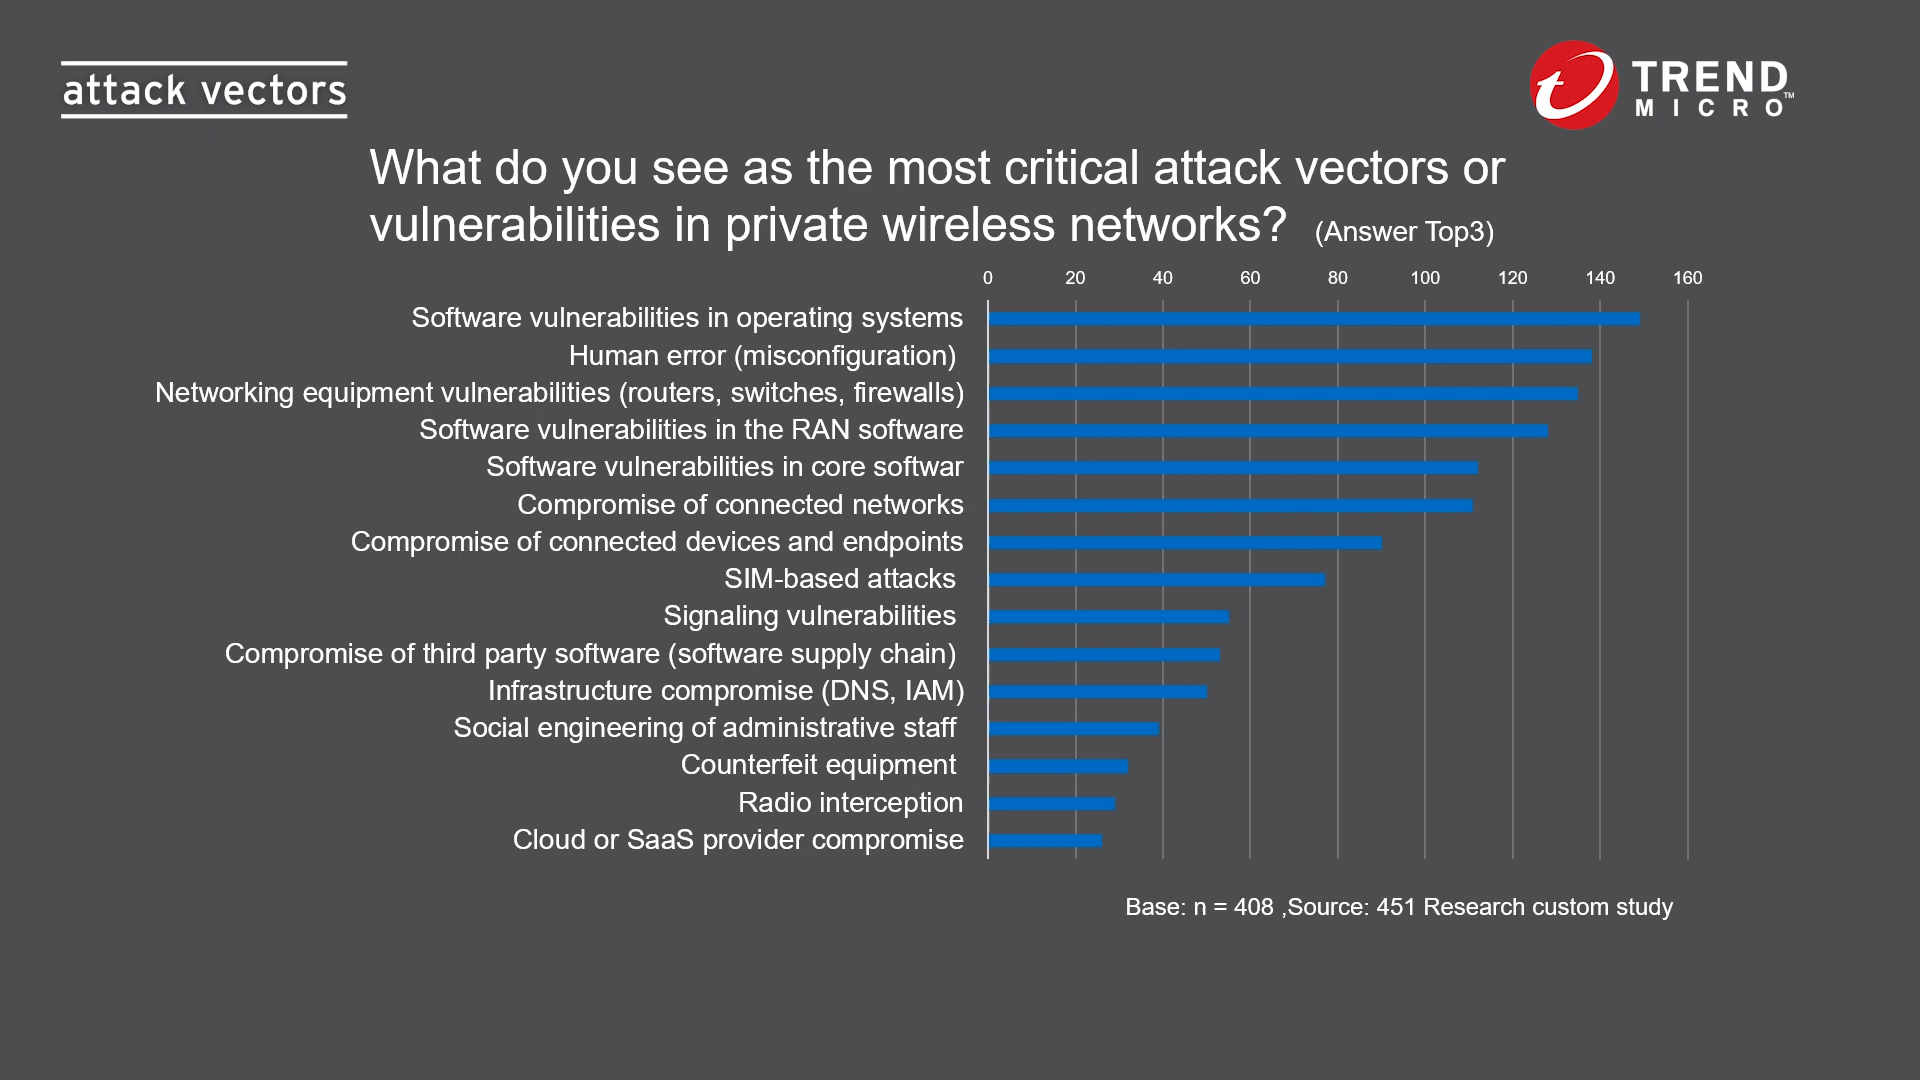 attack vectors
TREND
MICRO™
What do you see as the most critical attack vectors or
vulnerabilities in private wireless networks? (Answer Top3)
0 20 40 60 80 100 120 140 160
Software vulnerabilities in operating systems
Human error (misconfiguration)
Networking equipment vulnerabilities (routers, switches, firewalls)
Software vulnerabilities in the RAN software
Software vulnerabilities in core softwar
Compromise of connected networks
Compromise of connected devices and endpoints
SIM-based attacks
Signaling vulnerabilities
Compromise of third party software (software supply chain)
Infrastructure compromise (DNS, IAM)
Social engineering of administrative staff
Counterfeit equipment
Radio interception
Cloud or SaaS provider compromise
Base: n = 408 ,Source: 451 Research custom study